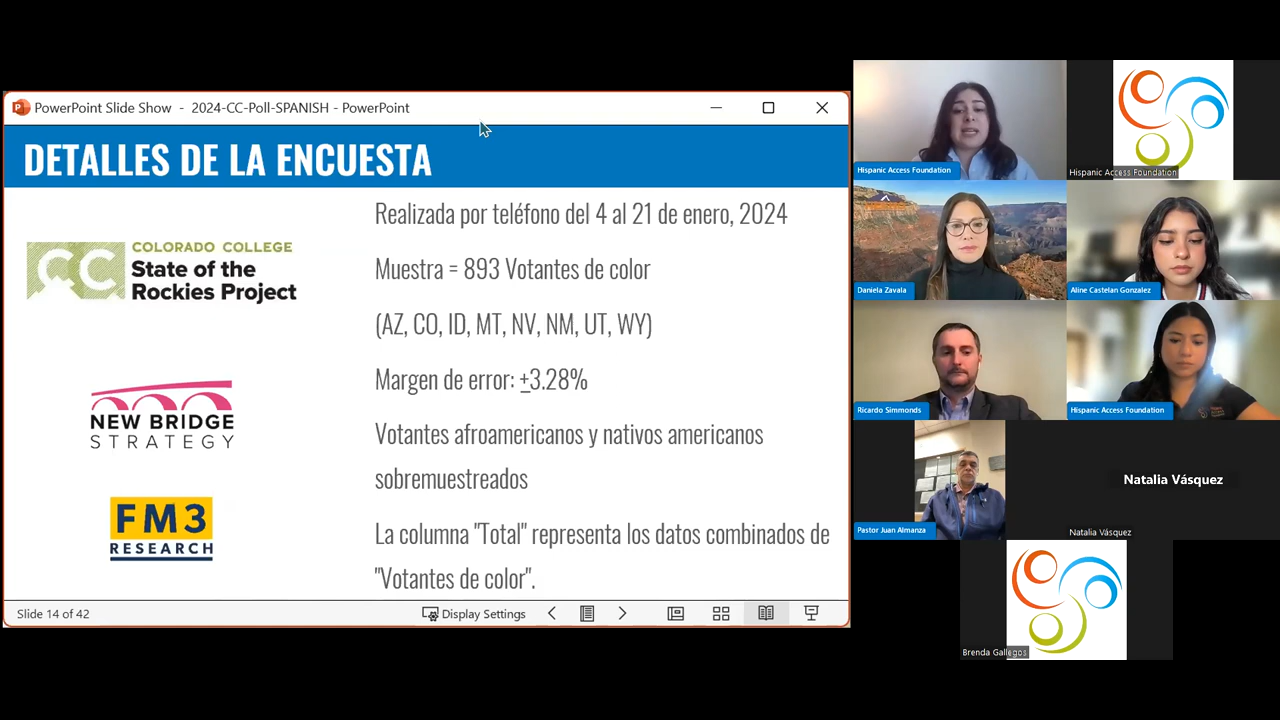 PowerPoint Slide Show - 2024-CC-Poll-SPANISH - PowerPoint
DETALLES DE LA ENCUESTA
CC
COLORADO COLLEGE
State of the
Rockies Project
NEW BRIDGE
STRATEGY
FM3
RESEARCH
Realizada por teléfono del 4 al 21 de enero, 2024
Muestra = 893 Votantes de color
(AZ, CO, ID, MT, NV, NM, UT, WY)
Margen de error: ±3.28%
Votantes afroamericanos y nativos americanos
sobremuestreados
La columna "Total" representa los datos combinados de
"Votantes de color".
Slide 14 of 42
Display Settings
Hispanic Access Foundation
Hispanic Access Foundation
Daniela Zavala
Aline Castelan Gonzalez
Ricardo Simmonds
Hispanic Access Foundation
Pastor Juan Almanza
Natalia Vásquez
Natalia Vásquez
Brenda Gallegos